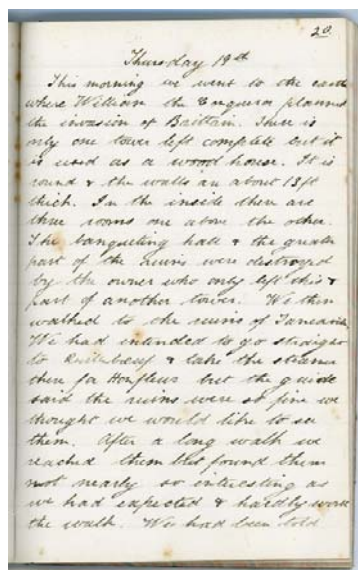 20.
Thursday 19th
This morning we went to the castle
where William the Conqueror planned
the invasion of Brittain. There is
only one tower left complete but it
is used as a wood house. It is
round & the walls are about 13ft
thick. In the inside there are
three rooms one above the other.
The banqueting hall & the greater
part of the ruins were destroyed
by the owner who only left this &
part of another tower. We then
walked to the ruins of
We had intended to go straight
to Quilleboeuf & take the steamer
there for Honfleur but the guide
said the ruins were so fine we
thought we would like to see
them. After a long walk we
reached them but found them
not nearly so interesting as
we had expected & hardly worth
the walk. We had been told